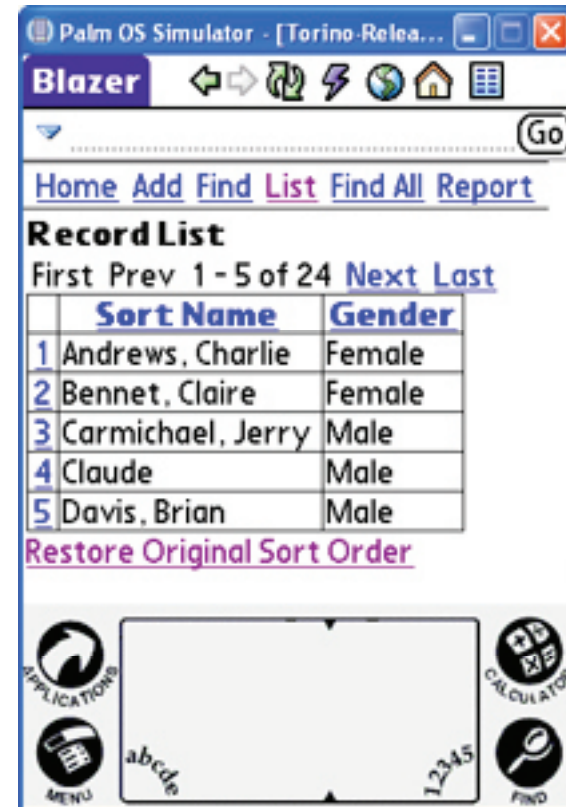 Palm OS Simulator - [Torino-Relea...
Blazer
Go
Home Add Find List Find All Report
Record List
First Prev 1 - 5 of 24 Next Last
Sort Name Gender
1 Andrews, Charlie Female
2 Bennet, Claire Female
3 Carmichael, Jerry Male
4 Claude Male
5 Davis, Brian Male
Restore Original Sort Order
APPLICATIONS
CALCULATOR
MENU
abcde
12345
FIND